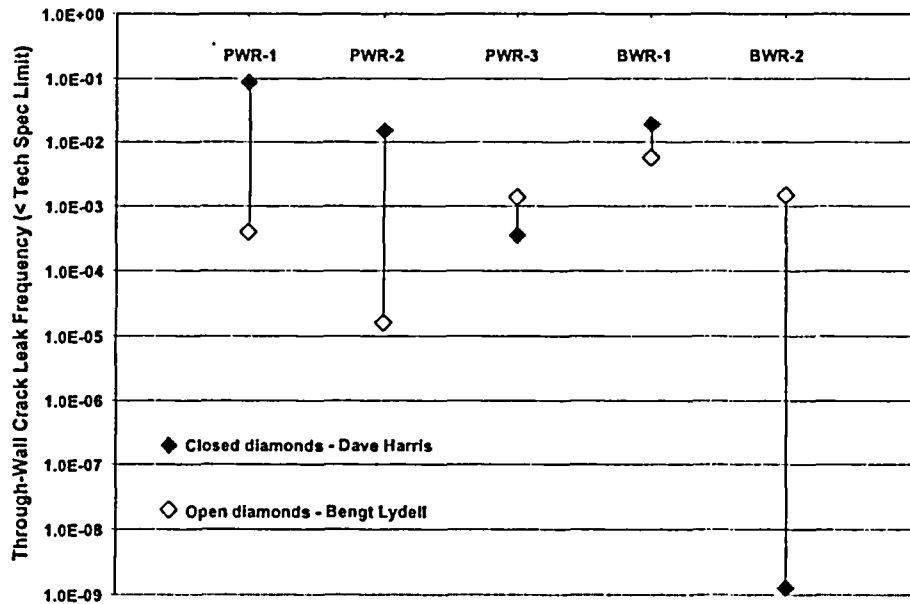 1.0E+00
PWR-1 PWR-2 PWR-3 BWR-1 BWR-2
1.0E-01
1.0E-02
1.0E-03
1.0E-04
1.0E-05
1.0E-06
1.0E-07
1.0E-08
1.0E-09
Through-Wall Crack Leak Frequency (< Tech Spec Limit)
Closed diamonds - Dave Harris
Open diamonds - Bengt Lydell